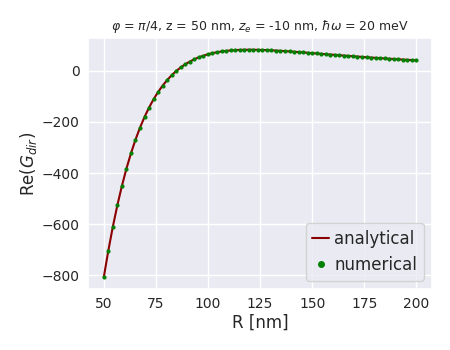 φ = π/4, z = 50 nm, zₑ = -10 nm, ℏω = 20 meV
Re(G_dir)
0
−200
−400
−600
−800
analytical
numerical
50 75 100 125 150 175 200
R [nm]